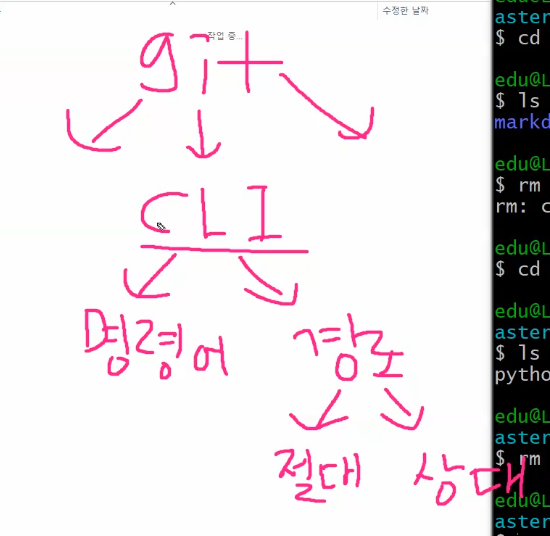 수정한 날짜
작업 중...
git
CLI
명령어 경로
절대 상대
aster
$ cd
edu@L
$ ls
markd
edu@L
$ rm
rm: c
edu@L
$ cd
edu@L
aster
$ ls
pytho
edu@L
aster
$ rm
edu@L
aster